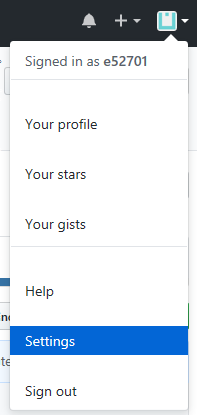 Signed in as e52701
Your profile
Your stars
Your gists
Help
Settings
Sign out